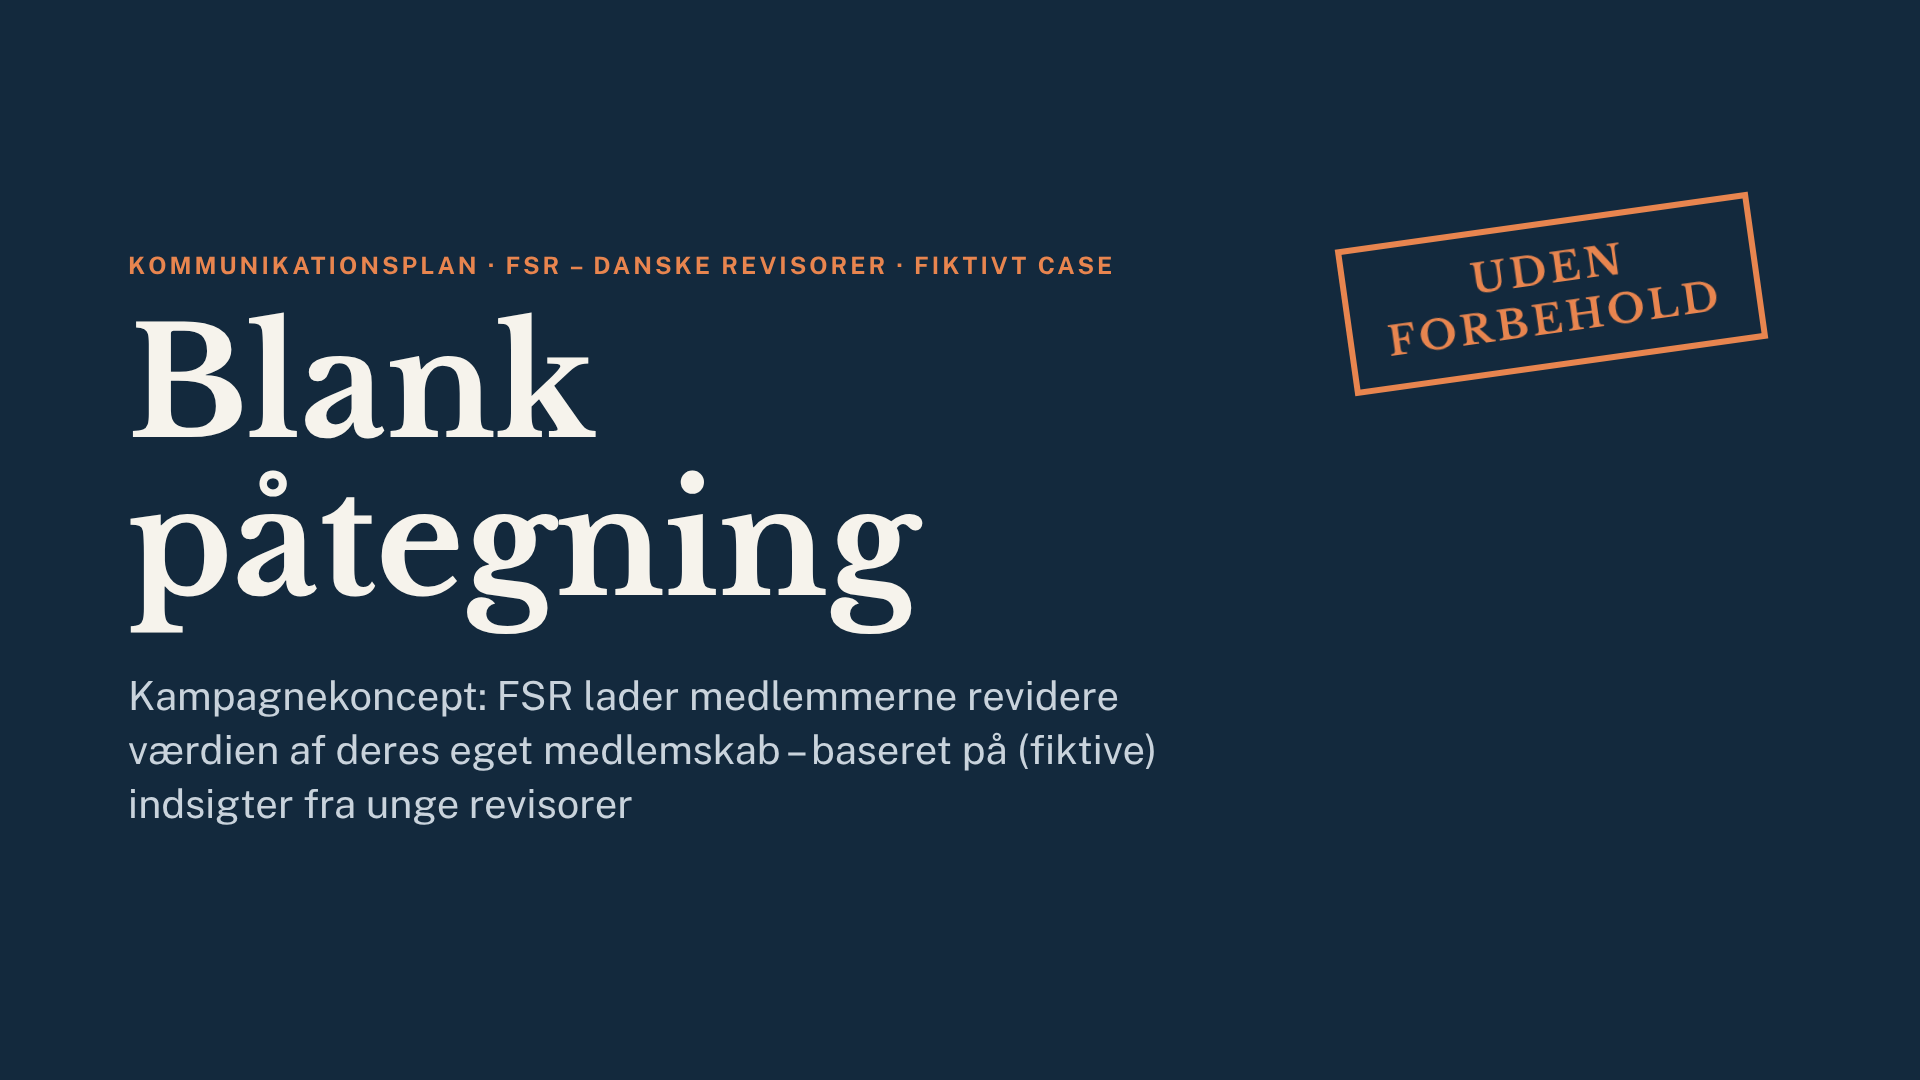 KOMMUNIKATIONSPLAN · FSR – DANSKE REVISORER · FIKTIVT CASE
Blank
påtegning
Kampagnekoncept: FSR lader medlemmerne revidere
værdien af deres eget medlemskab – baseret på (fiktive)
indsigter fra unge revisorer
UDEN
FORBEHOLD